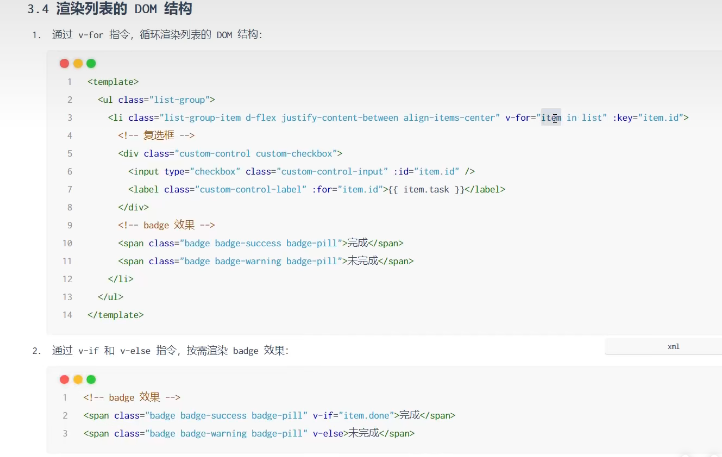 3.4 渲染列表的 DOM 结构
1. 通过 v-for 指令，循环渲染列表的 DOM 结构：
1 <template>
2 <ul class="list-group">
3 <li class="list-group-item d-flex justify-content-between align-items-center" v-for="item in list" :key="item.id">
4 <!-- 复选框 -->
5 <div class="custom-control custom-checkbox">
6 <input type="checkbox" class="custom-control-input" :id="item.id" />
7 <label class="custom-control-label" :for="item.id">{{ item.task }}</label>
8 </div>
9 <!-- badge 效果 -->
10 <span class="badge badge-success badge-pill">完成</span>
11 <span class="badge badge-warning badge-pill">未完成</span>
12 </li>
13 </ul>
14 </template>
2. 通过 v-if 和 v-else 指令，按需渲染 badge 效果：
xml
1 <!-- badge 效果 -->
2 <span class="badge badge-success badge-pill" v-if="item.done">完成</span>
3 <span class="badge badge-warning badge-pill" v-else>未完成</span>